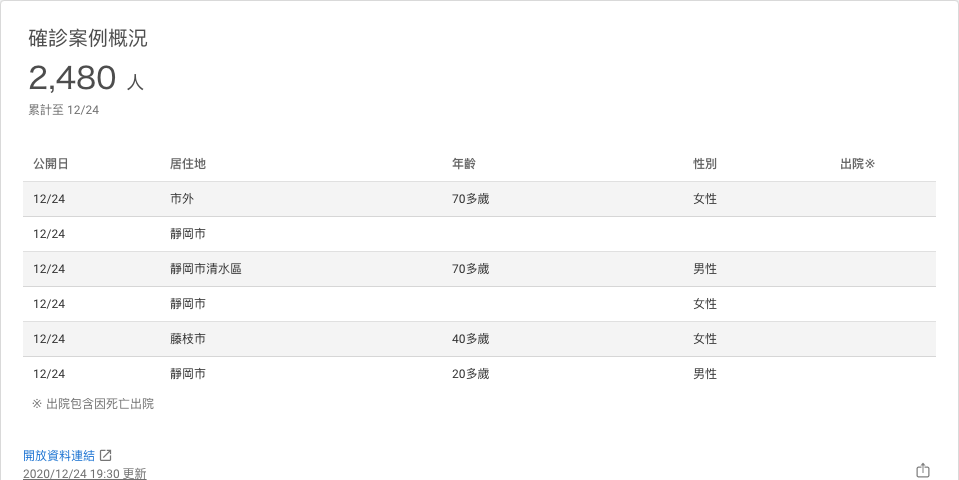 確診案例概況
2,480 人
累計至 12/24
公開日 居住地 年齡 性別 出院※
12/24 市外 70多歲 女性
12/24 靜岡市
12/24 靜岡市清水區 70多歲 男性
12/24 靜岡市 女性
12/24 藤枝市 40多歲 女性
12/24 靜岡市 20多歲 男性
※ 出院包含因死亡出院
開放資料連結
2020/12/24 19:30 更新